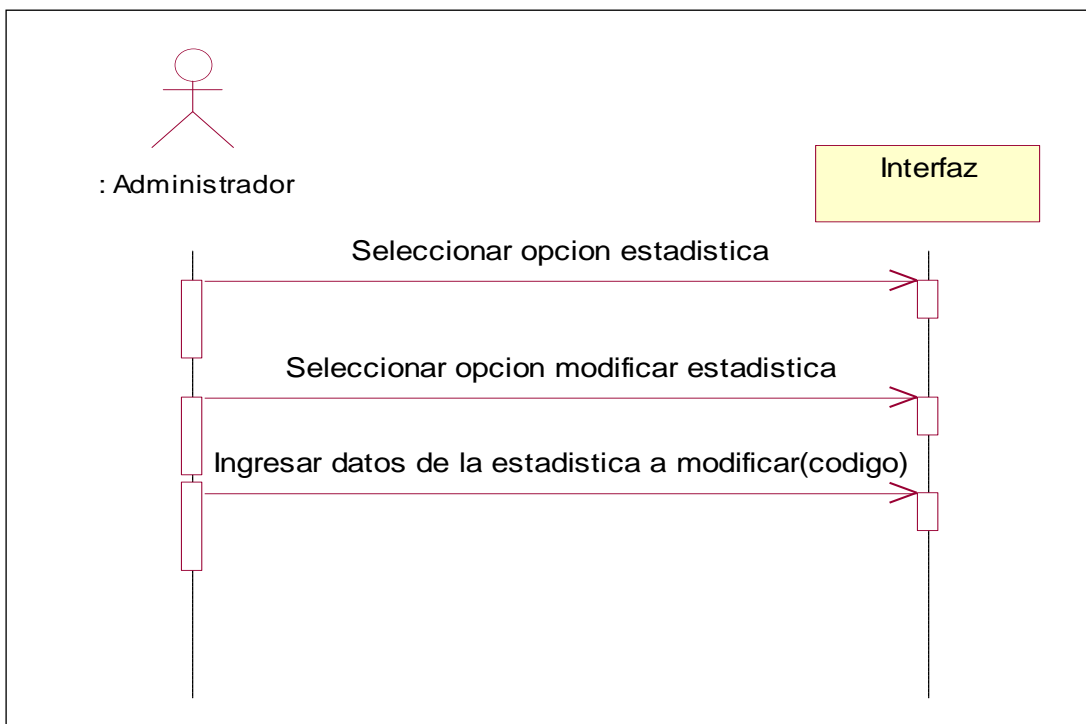 : Administrador
Interfaz
Seleccionar opcion estadistica
Seleccionar opcion modificar estadistica
Ingresar datos de la estadistica a modificar(codigo)